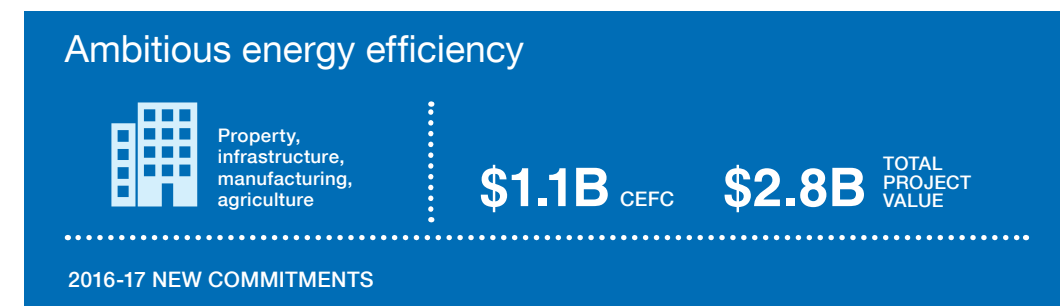 Ambitious energy efficiency
Property,
infrastructure,
manufacturing,
agriculture
$1.1B CEFC
$2.8B TOTAL
PROJECT
VALUE
2016-17 NEW COMMITMENTS